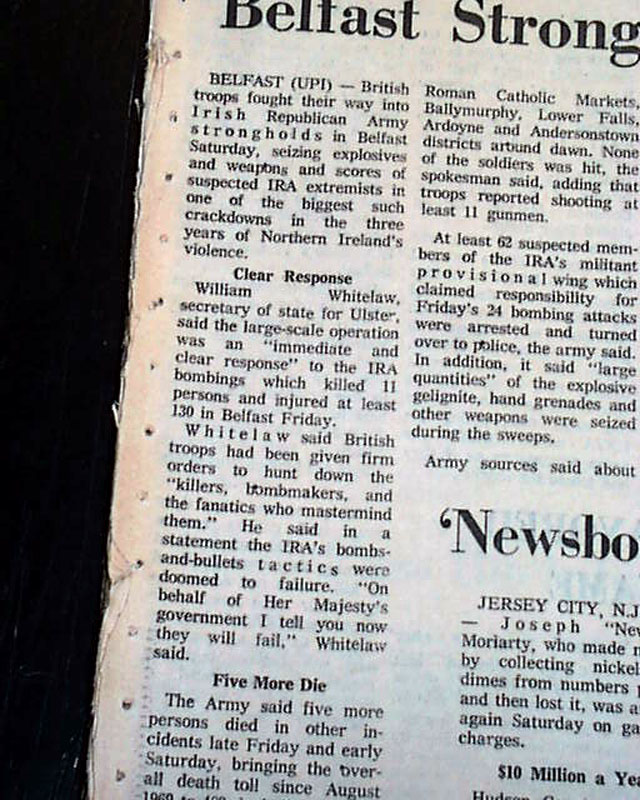 Belfast Strong
BELFAST (UPI) — British
troops fought their way into
Irish Republican Army
strongholds in Belfast
Saturday, seizing explosives
and weapons and scores of
suspected IRA extremists in
one of the biggest such
crackdowns in the three
years of Northern Ireland's
violence.
Clear Response
William Whitelaw,
secretary of state for Ulster,
said the large-scale operation
was an "immediate and
clear response" to the IRA
bombings which killed 11
persons and injured at least
130 in Belfast Friday.
Whitelaw said British
troops had been given firm
orders to hunt down the
"killers, bombmakers, and
the fanatics who mastermind
them." He said in a
statement the IRA's bombs-
and-bullets tactics were
doomed to failure. "On
behalf of Her Majesty's
government I tell you now
they will fail," Whitelaw
said.
Five More Die
The Army said five more
persons died in other in-
cidents late Friday and early
Saturday, bringing the over-
all death toll since August
1969 to
Roman Catholic Markets,
Ballymurphy, Lower Falls,
Ardoyne and Andersonstown
districts around dawn. None
of the soldiers was hit, the
spokesman said, adding that
troops reported shooting at
least 11 gunmen.
At least 62 suspected mem-
bers of the IRA's militant
provisional wing which
claimed responsibility for
Friday's 24 bombing attacks
were arrested and turned
over to police, the army said.
In addition, it said "large
quantities" of the explosive
gelignite, hand grenades and
other weapons were seized
during the sweeps.
Army sources said about
'Newsbo
JERSEY CITY, N.J
— Joseph "New
Moriarty, who made m
by collecting nickel
dimes from numbers
and then lost it, was a
again Saturday on ga
charges.
$10 Million a Yea